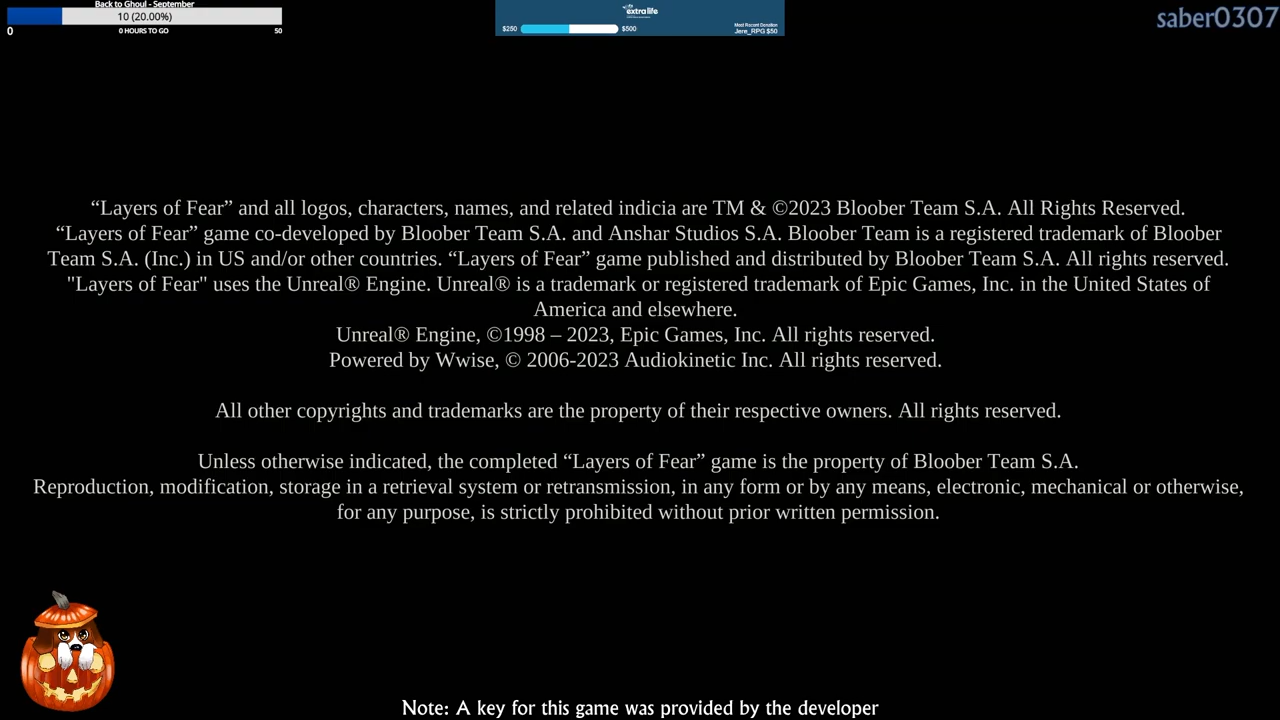 Back to Ghoul - September
10 (20.00%)
0
0 HOURS TO GO
50
extralife
$250
$500
Most Recent Donation
Jere_RPG $50
saber0307
“Layers of Fear” and all logos, characters, names, and related indicia are TM & ©2023 Bloober Team S.A. All Rights Reserved.
“Layers of Fear” game co-developed by Bloober Team S.A. and Anshar Studios S.A. Bloober Team is a registered trademark of Bloober
Team S.A. (Inc.) in US and/or other countries. “Layers of Fear” game published and distributed by Bloober Team S.A. All rights reserved.
"Layers of Fear" uses the Unreal® Engine. Unreal® is a trademark or registered trademark of Epic Games, Inc. in the United States of
America and elsewhere.
Unreal® Engine, ©1998 – 2023, Epic Games, Inc. All rights reserved.
Powered by Wwise, © 2006-2023 Audiokinetic Inc. All rights reserved.
All other copyrights and trademarks are the property of their respective owners. All rights reserved.
Unless otherwise indicated, the completed “Layers of Fear” game is the property of Bloober Team S.A.
Reproduction, modification, storage in a retrieval system or retransmission, in any form or by any means, electronic, mechanical or otherwise,
for any purpose, is strictly prohibited without prior written permission.
Note: A key for this game was provided by the developer